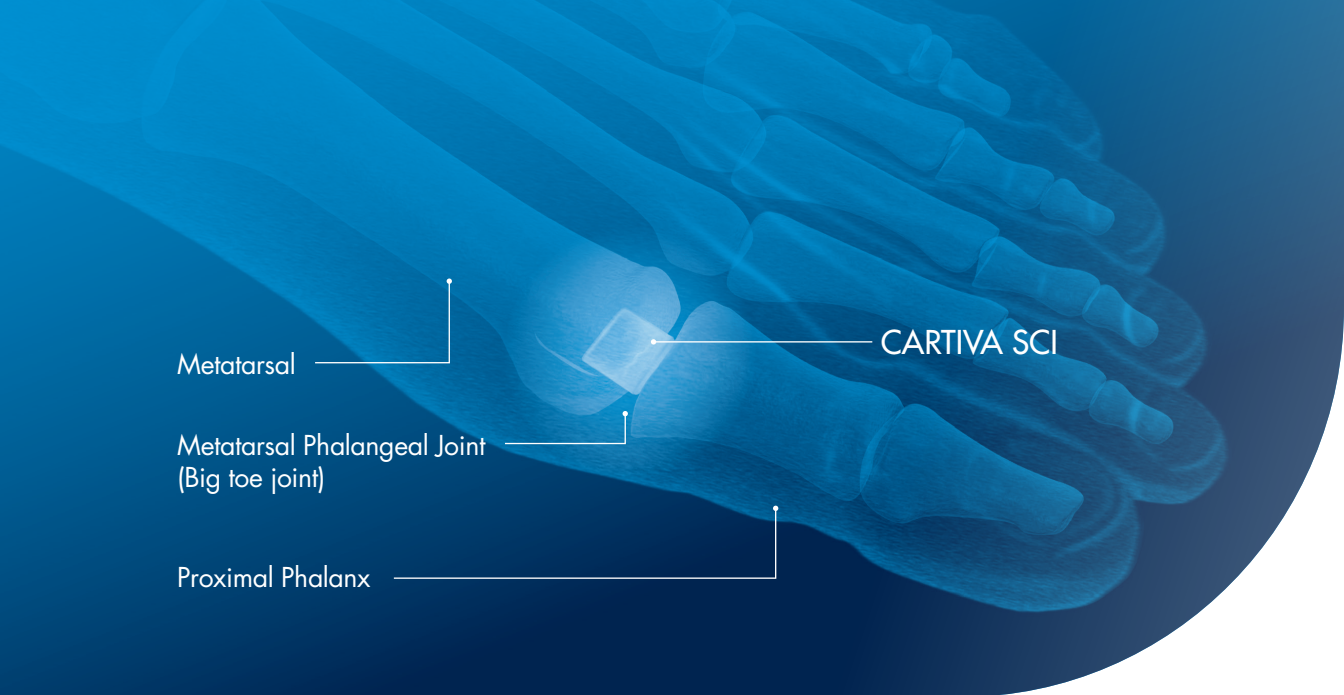 CARTIVA SCI
Metatarsal
Metatarsal Phalangeal Joint
(Big toe joint)
Proximal Phalanx